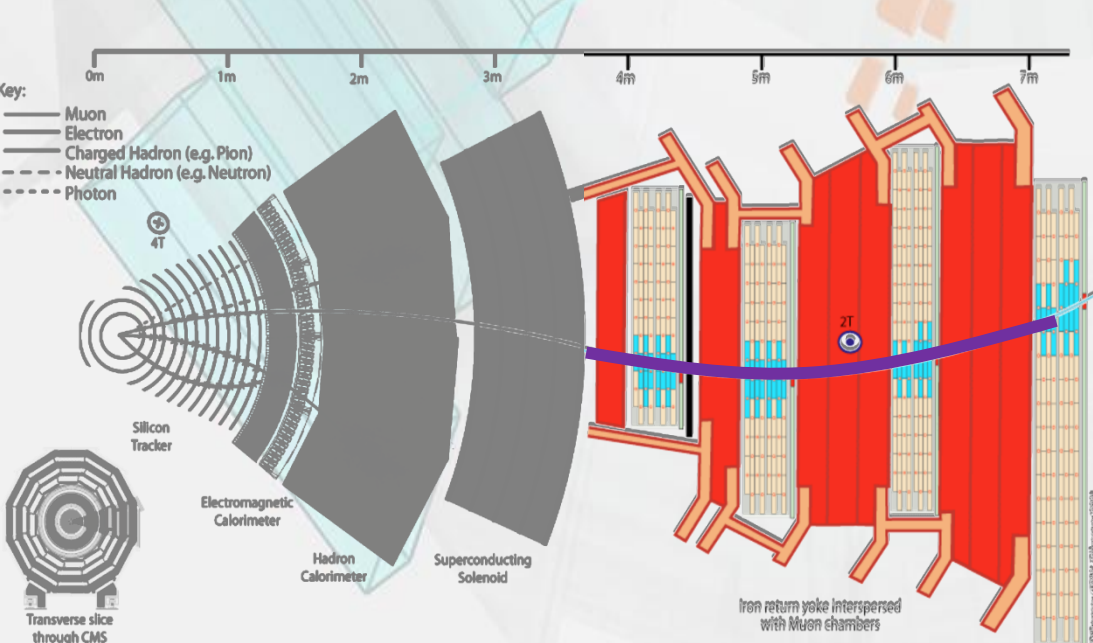 0m 1m 2m 3m 4m 5m 6m 7m
Key:
Muon
Electron
Charged Hadron (e.g. Pion)
Neutral Hadron (e.g. Neutron)
Photon
4T
2T
Silicon
Tracker
Electromagnetic
Calorimeter
Hadron
Calorimeter
Superconducting
Solenoid
Iron return yoke interspersed
with Muon chambers
Transverse slice
through CMS